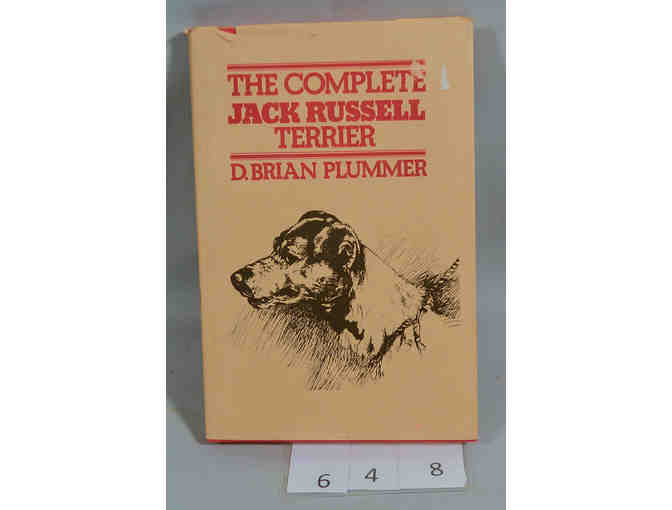 THE COMPLETE
JACK RUSSELL
TERRIER
D. BRIAN PLUMMER
6 4 8